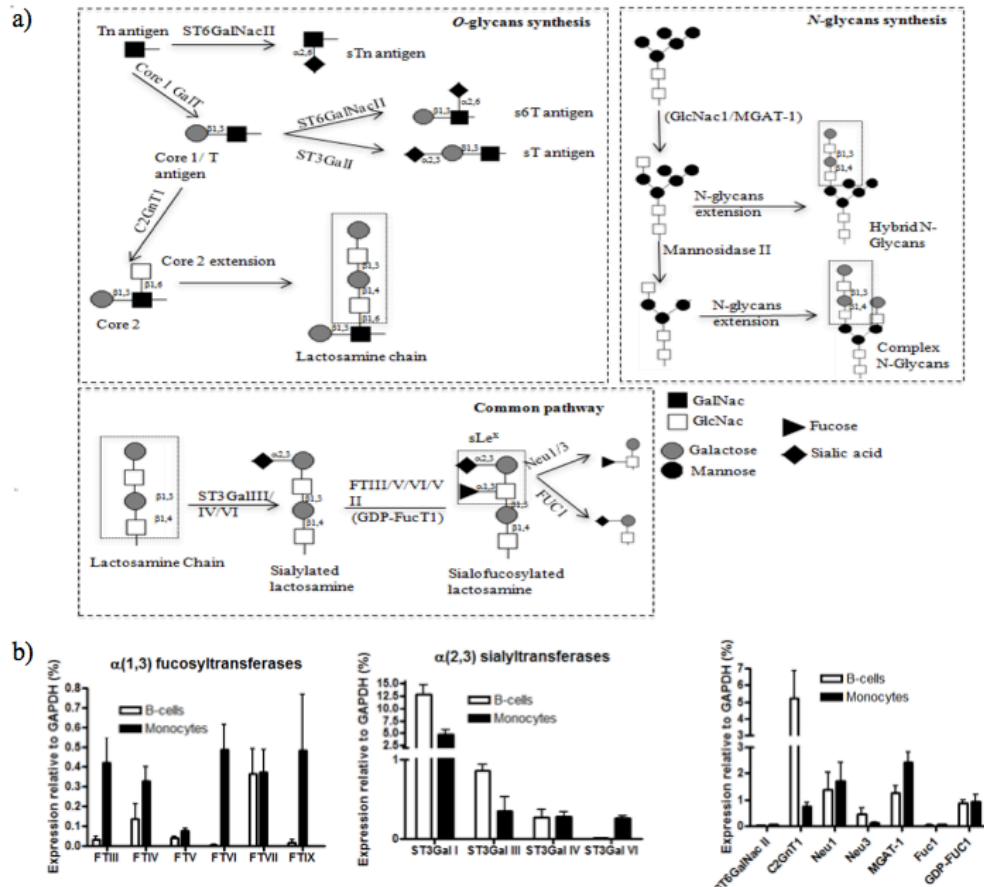 a)
O-glycans synthesis
Tn antigen
ST6GalNacII
α2,6
sTn antigen
Core 1 GalT
β1,3
Core 1/ T
antigen
ST6GalNacII
ST3GalI
α2,6
β1,3
s6T antigen
α2,3
β1,3
sT antigen
C2GnT1
β1,3
β1,6
Core 2
Core 2 extension
β1,3
β1,4
β1,6
β1,3
Lactosamine chain
N-glycans synthesis
(GlcNac1/MGAT-1)
N-glycans
extension
β1,3
β1,4
Hybrid N-
Glycans
Mannosidase II
N-glycans
extension
β1,3
β1,4
Complex
N-Glycans
Common pathway
β1,3
β1,4
Lactosamine Chain
ST3GalIII/
IV/VI
α2,3
β1,3
β1,4
Sialylated
lactosamine
FTIII/V/VI/V
II
(GDP-FucT1)
sLex
α2,3
α1,3
β1,3
β1,4
Sialofucosylated
lactosamine
Neu1/3
FUC1
GalNac
GlcNac
Galactose
Mannose
Fucose
Sialic acid
b)
α(1,3) fucosyltransferases
Expression relative to GAPDH (%)
0.8
0.7
0.6
0.5
0.4
0.3
0.2
0.1
0.0
B-cells
Monocytes
FTIII FTIV FTV FTVI FTVII FTIX
α(2,3) sialyltransferases
Expression relative to GAPDH (%)
15.0
12.5
10.0
7.5
5.0
2.5
1
0
B-cells
Monocytes
ST3Gal I ST3Gal III ST3Gal IV ST3Gal VI
Expression relative to GAPDH (%)
7
6
5
4
3
3
2
1
0
B-cells
Monocytes
ST6GalNac II C2GnT1 Neu1 Neu3 MGAT-1 Fuc1 GDP-FUC1